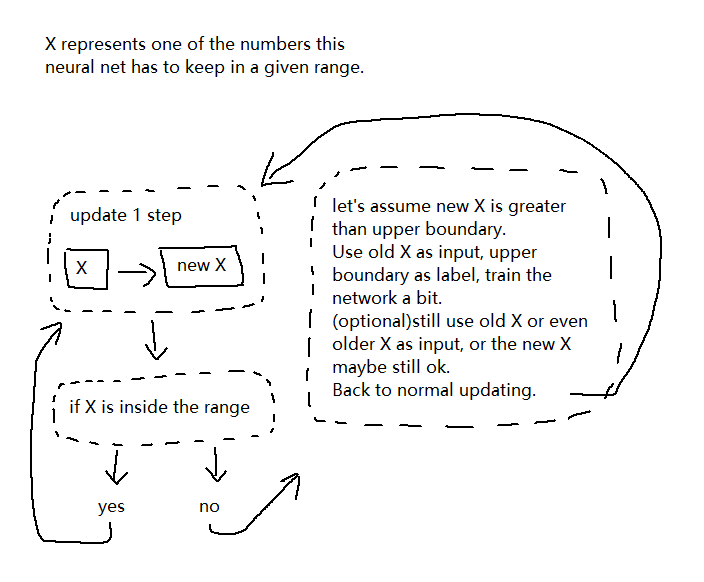 X represents one of the numbers this
neural net has to keep in a given range.
update 1 step
X
new X
if X is inside the range
yes
no
let's assume new X is greater
than upper boundary.
Use old X as input, upper
boundary as label, train the
network a bit.
(optional)still use old X or even
older X as input, or the new X
maybe still ok.
Back to normal updating.